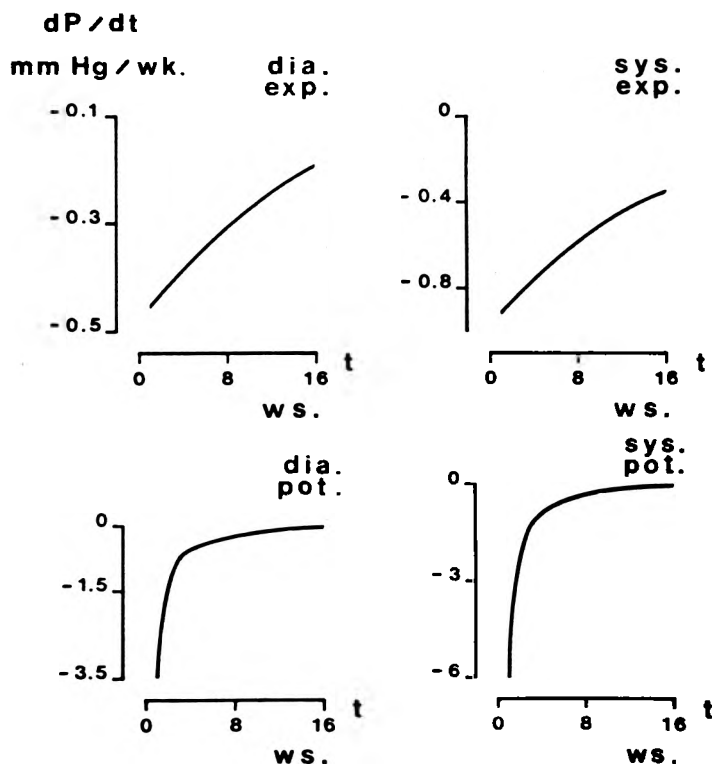 dP/dt
mm Hg/wk.
dia.
exp.
-0.1
-0.3
-0.5
0
8
16
t
ws.
sys.
exp.
0
-0.4
-0.8
0
8
16
t
ws.
dia.
pot.
0
-1.5
-3.5
0
8
16
t
ws.
sys.
pot.
0
-3
-6
0
8
16
t
ws.